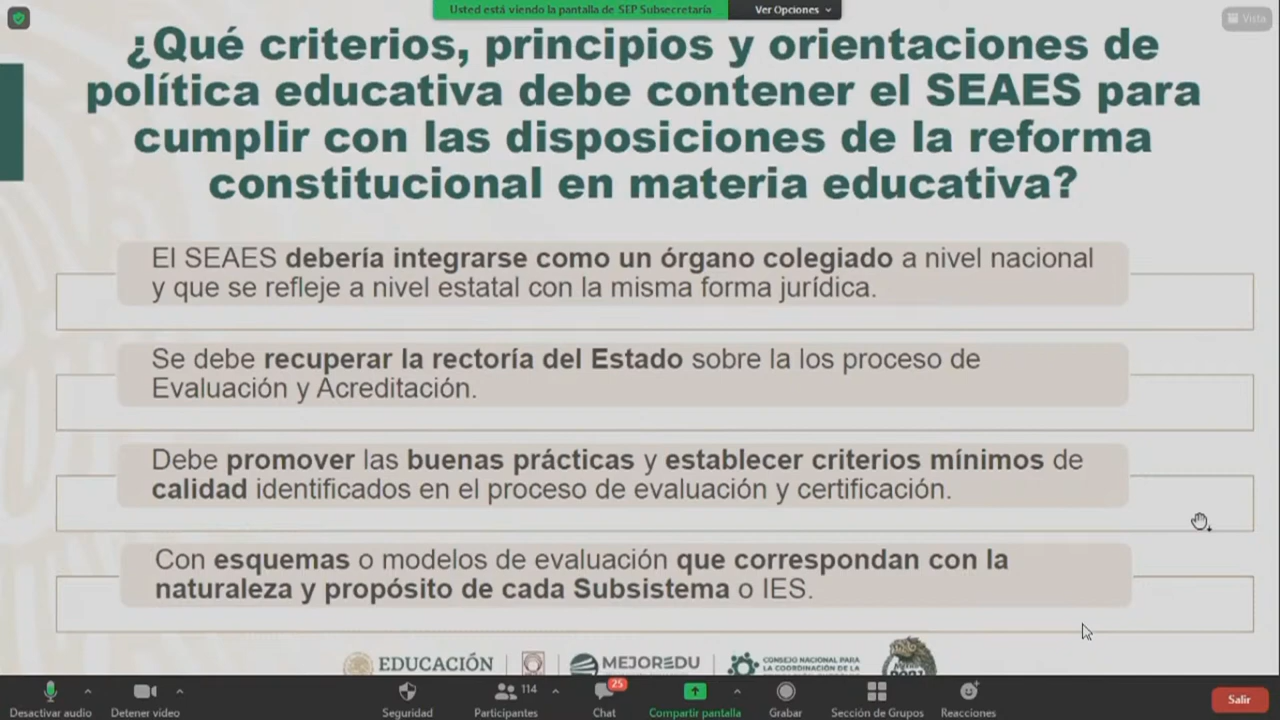 Usted está viendo la pantalla de SEP Subsecretaría
Ver Opciones
Vista
¿Qué criterios, principios y orientaciones de
política educativa debe contener el SEAES para
cumplir con las disposiciones de la reforma
constitucional en materia educativa?
El SEAES debería integrarse como un órgano colegiado a nivel nacional
y que se refleje a nivel estatal con la misma forma jurídica.
Se debe recuperar la rectoría del Estado sobre la los proceso de
Evaluación y Acreditación.
Debe promover las buenas prácticas y establecer criterios mínimos de
calidad identificados en el proceso de evaluación y certificación.
Con esquemas o modelos de evaluación que correspondan con la
naturaleza y propósito de cada Subsistema o IES.
EDUCACIÓN
MEJOREDU
CONSEJO NACIONAL PARA
LA COORDINACIÓN DE LA
Desactivar audio
Detener video
Seguridad
114
Participantes
25
Chat
Compartir pantalla
Grabar
Sección de Grupos
Reacciones
Salir